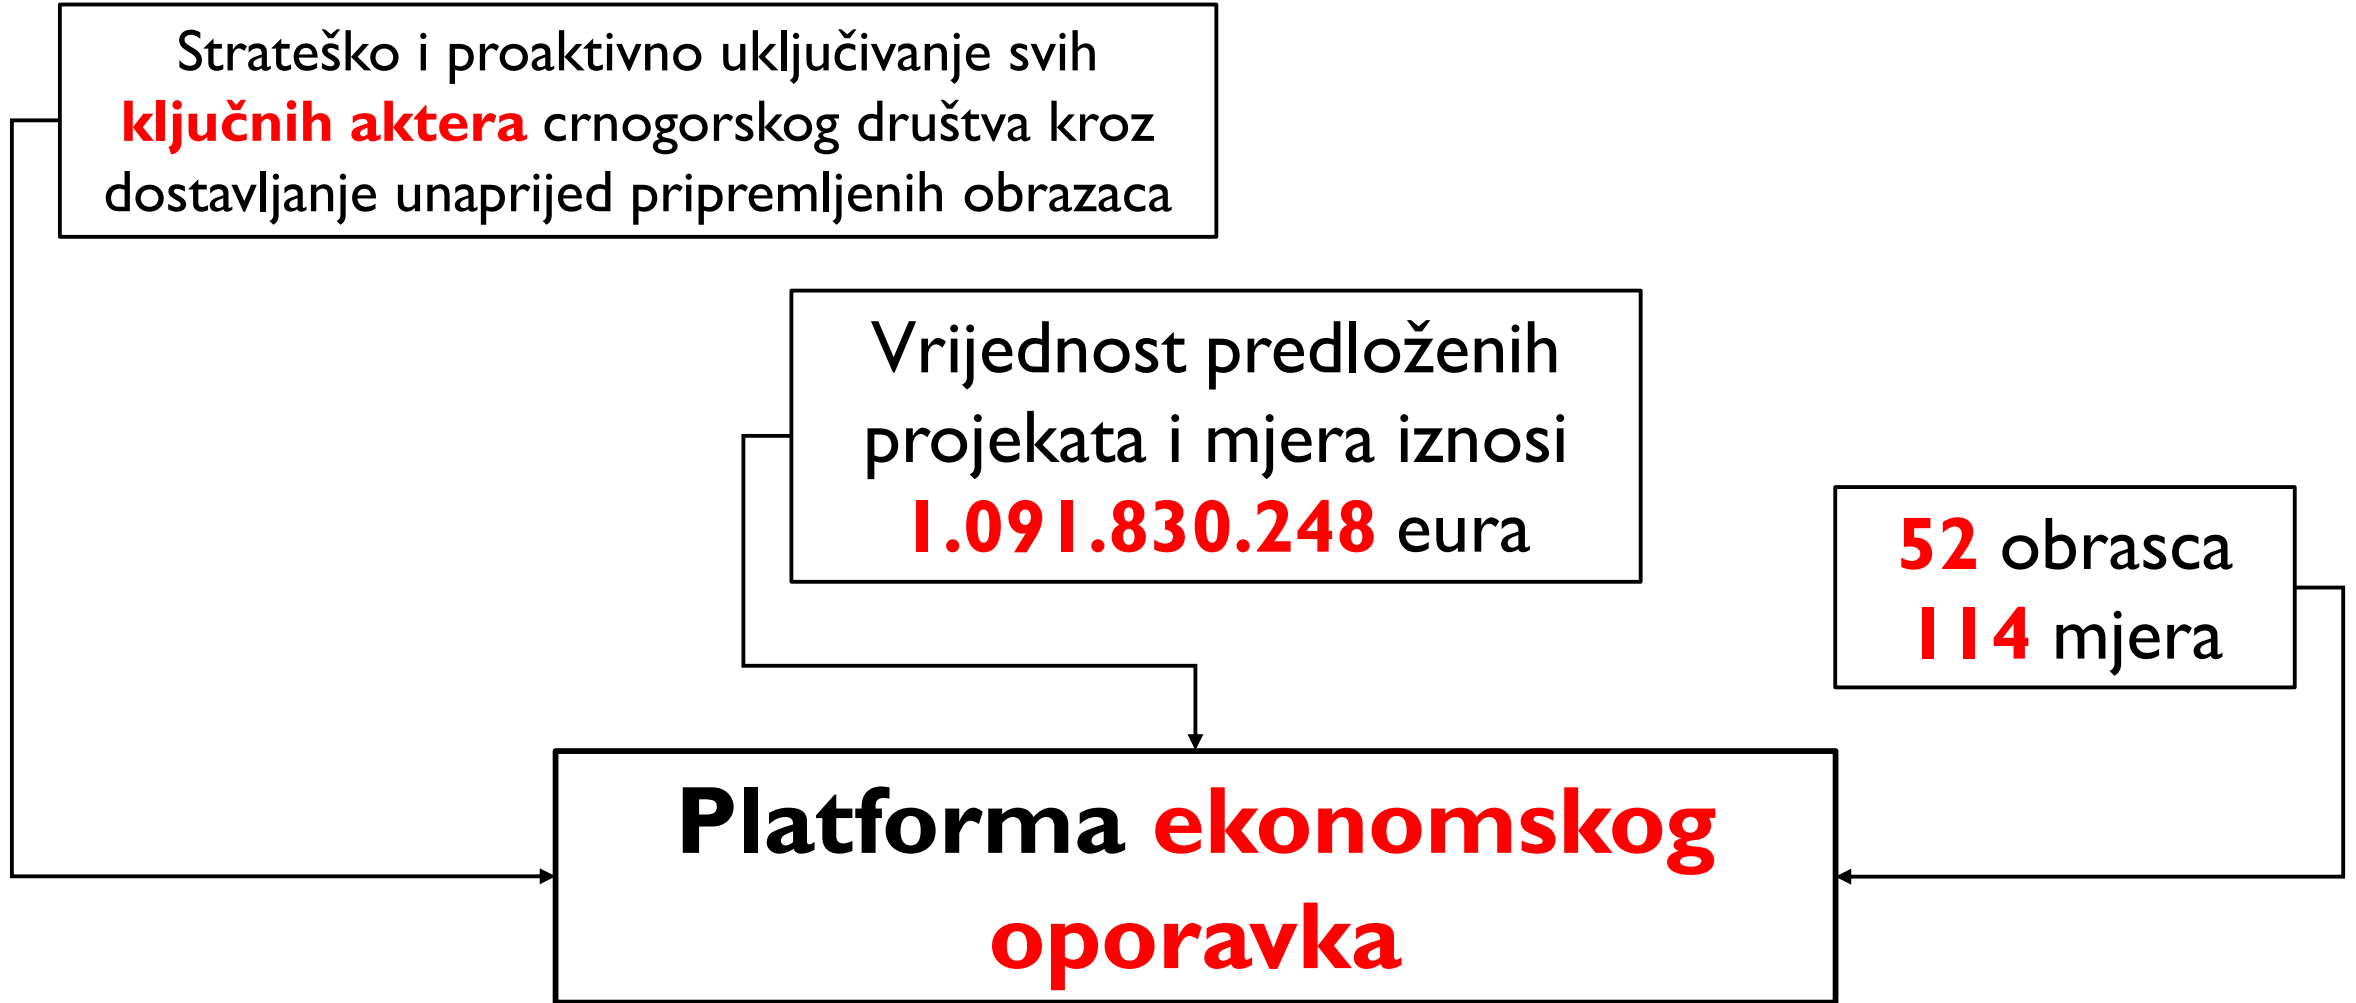 Strateško i proaktivno uključivanje svih
ključnih aktera crnogorskog društva kroz
dostavljanje unaprijed pripremljenih obrazaca
Vrijednost predloženih
projekata i mjera iznosi
1.091.830.248 eura
52 obrasca
114 mjera
Platforma ekonomskog
oporavka